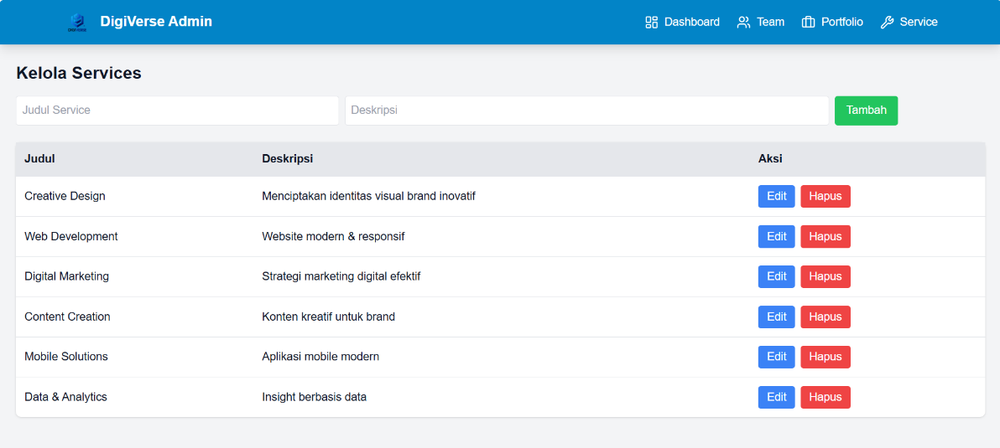 DigiVerse Admin Dashboard Team Portfolio Service
Kelola Services
Judul Service Deskripsi Tambah
Judul Deskripsi Aksi
Creative Design Menciptakan identitas visual brand inovatif Edit Hapus
Web Development Website modern & responsif Edit Hapus
Digital Marketing Strategi marketing digital efektif Edit Hapus
Content Creation Konten kreatif untuk brand Edit Hapus
Mobile Solutions Aplikasi mobile modern Edit Hapus
Data & Analytics Insight berbasis data Edit Hapus